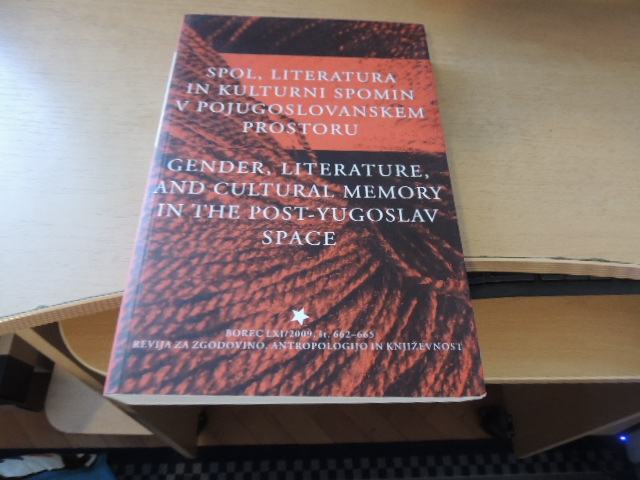 SPOL, LITERATURA
IN KULTURNI SPOMIN
V POJUGOSLOVANSKEM
PROSTORU
GENDER, LITERATURE,
AND CULTURAL MEMORY
IN THE POST-YUGOSLAV
SPACE
BOREC LXI/2009, št. 662–665
REVIJA ZA ZGODOVINO, ANTROPOLOGIJO IN KNJIŽEVNOST